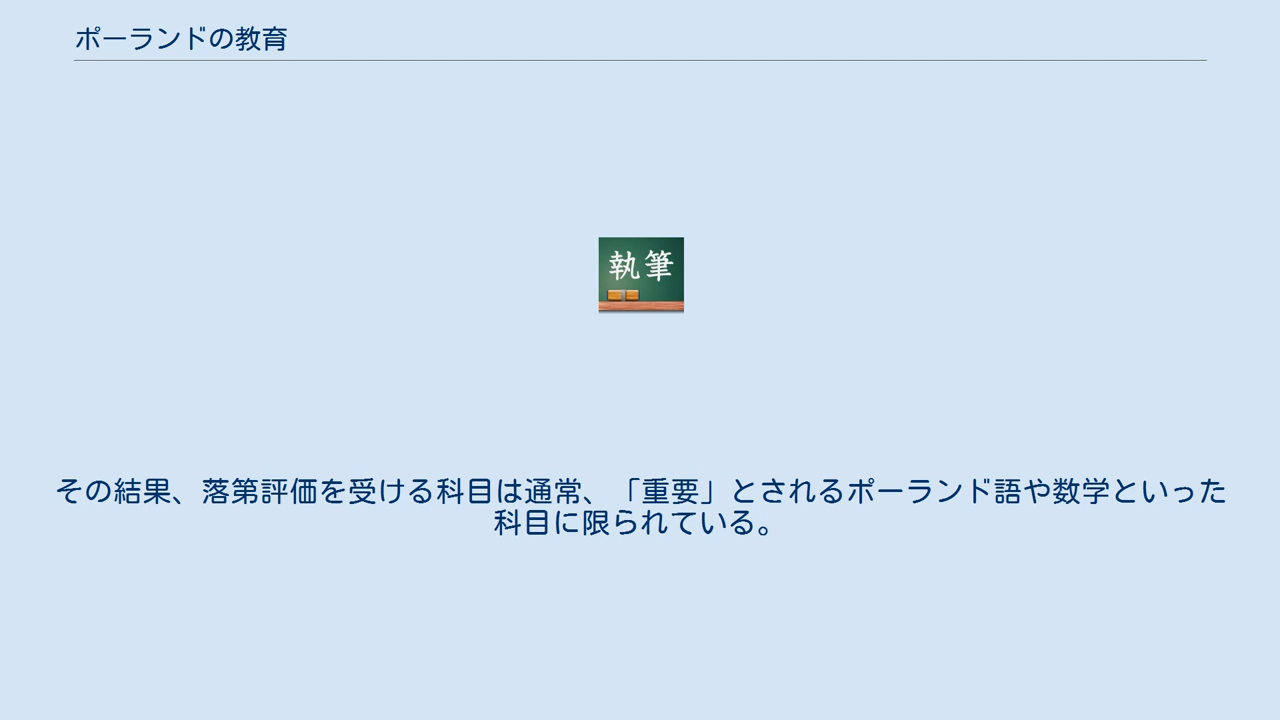 ポーランドの教育
執筆
その結果、落第評価を受ける科目は通常、「重要」とされるポーランド語や数学といった
科目に限られている。